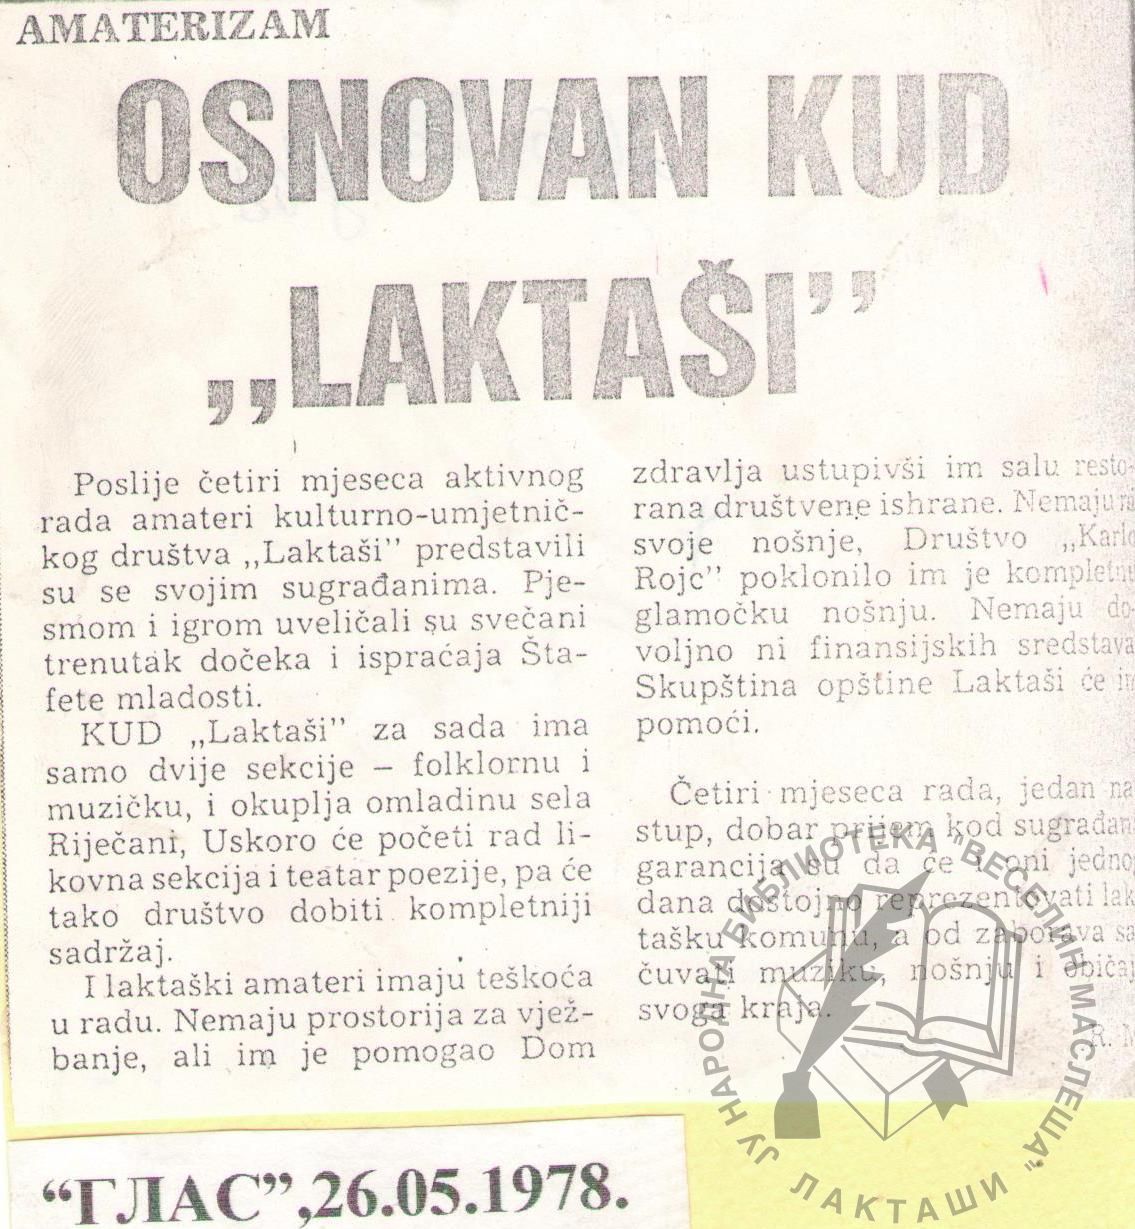 AMATERIZAM
OSNOVAN KUD
„LAKTAŠI”
Poslije četiri mjeseca aktivnog
rada amateri kulturno-umjetnič-
kog društva „Laktaši” predstavili
su se svojim sugrađanima. Pje-
smom i igrom uveličali su svečani
trenutak dočeka i ispraćaja Šta-
fete mladosti.
KUD „Laktaši” za sada ima
samo dvije sekcije – folklornu i
muzičku, i okuplja omladinu sela
Riječani, Uskoro će početi rad li-
kovna sekcija i teatar poezije, pa će
tako društvo dobiti kompletniji
sadržaj.
I laktaški amateri imaju teškoća
u radu. Nemaju prostorija za vjež-
banje, ali im je pomogao Dom
zdravlja ustupivši im salu resto-
rana društvene ishrane. Nemaju ni
svoje nošnje, Društvo „Karlo
Rojc” poklonilo im je kompletnu
glamočku nošnju. Nemaju do-
voljno ni finansijskih sredstava
Skupština opštine Laktaši će im
pomoći.
Četiri mjeseca rada, jedan na
stup, dobar prijem kod sugrađana
garancija su da će i oni jedno
dana dostojno reprezentovati lak
tašku komunu, a od zaborava sa
čuvati muziku, nošnju i običaj
svoga kraja.
R.
ЈУ НАРОДНА БИБЛИОТЕКА "ВЕСЕЛИН МАСЛЕША" ЛАКТАШИ
“ГЛАС”,26.05.1978.